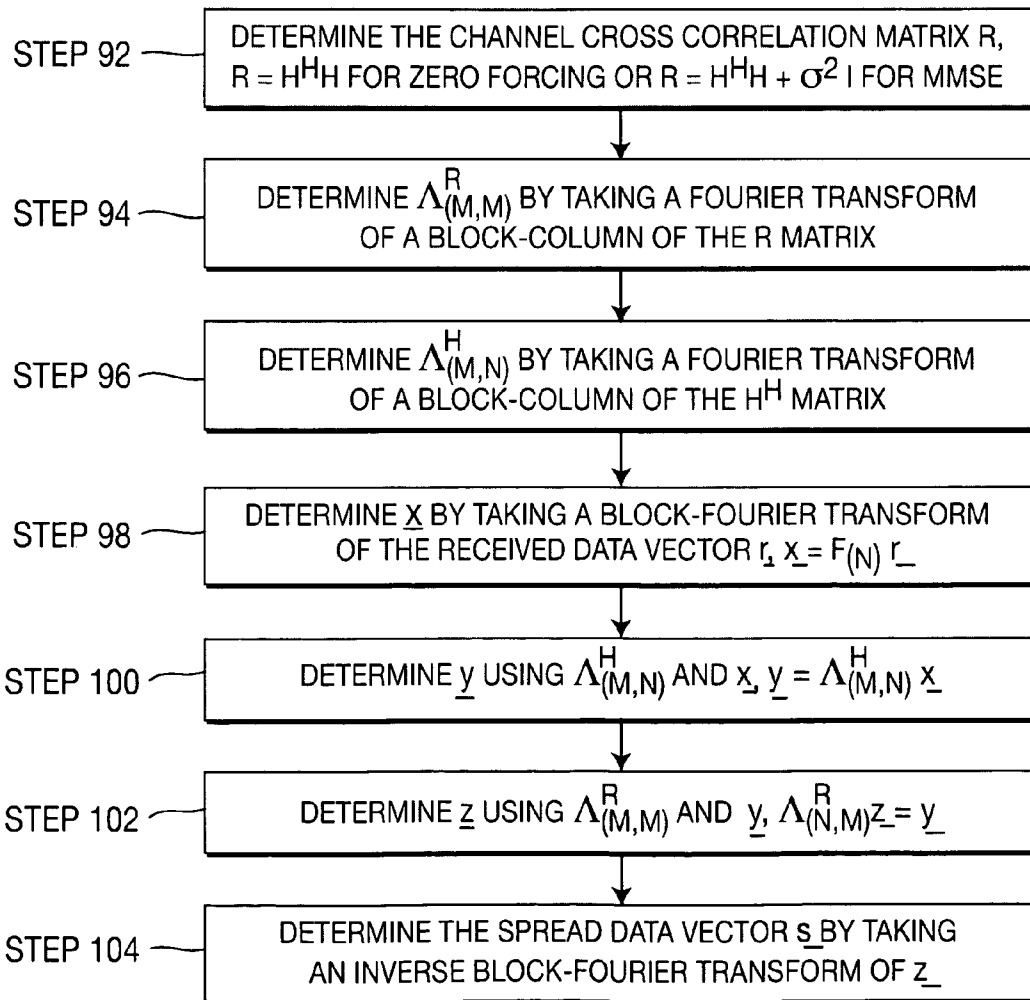 STEP 92
DETERMINE THE CHANNEL CROSS CORRELATION MATRIX R,
R = H^H H FOR ZERO FORCING OR R = H^H H + σ² I FOR MMSE
STEP 94
DETERMINE Λ^R_(M,M) BY TAKING A FOURIER TRANSFORM
OF A BLOCK-COLUMN OF THE R MATRIX
STEP 96
DETERMINE Λ^H_(M,N) BY TAKING A FOURIER TRANSFORM
OF A BLOCK-COLUMN OF THE H^H MATRIX
STEP 98
DETERMINE x BY TAKING A BLOCK-FOURIER TRANSFORM
OF THE RECEIVED DATA VECTOR r, x = F_(N) r
STEP 100
DETERMINE y USING Λ^H_(M,N) AND x, y = Λ^H_(M,N) x
STEP 102
DETERMINE z USING Λ^R_(M,M) AND y, Λ^R_(N,M) z = y
STEP 104
DETERMINE THE SPREAD DATA VECTOR s BY TAKING
AN INVERSE BLOCK-FOURIER TRANSFORM OF z